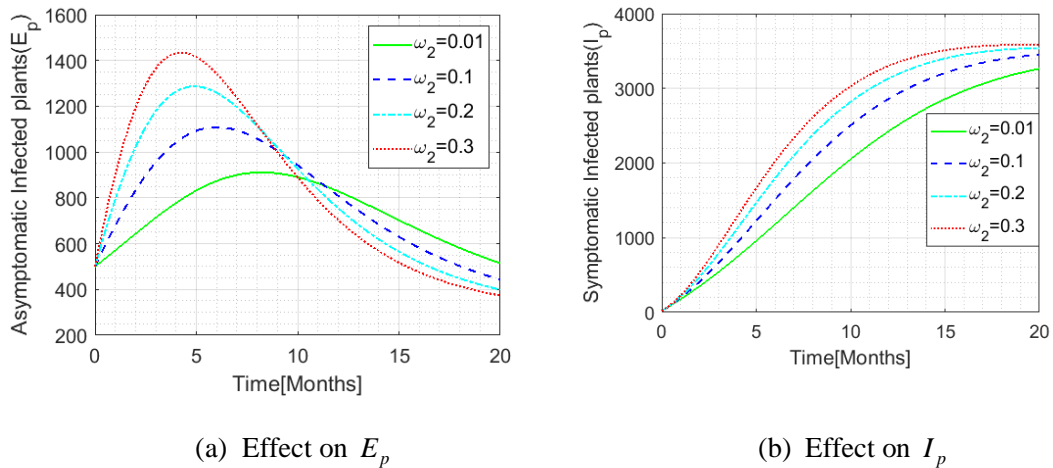 Asymptomatic Infected plants(E_p)
1600
1400
1200
1000
800
600
400
200
0
5
10
15
20
Time[Months]
ω_2=0.01
ω_2=0.1
ω_2=0.2
ω_2=0.3
(a) Effect on E_p
Symptomatic Infected plants(I_p)
4000
3000
2000
1000
0
0
5
10
15
20
Time[Months]
ω_2=0.01
ω_2=0.1
ω_2=0.2
ω_2=0.3
(b) Effect on I_p